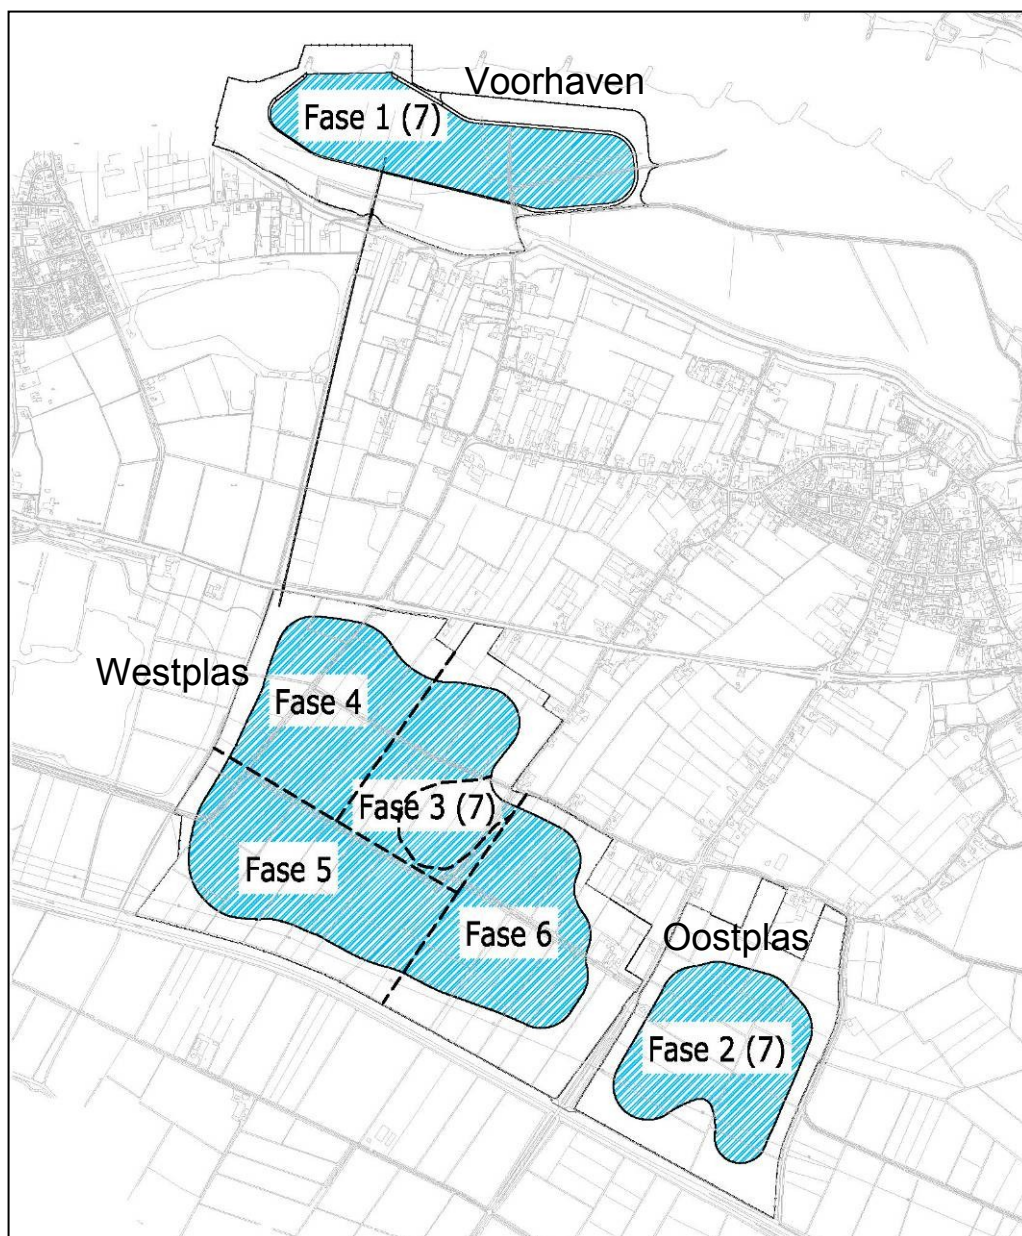 Voorhaven
Fase 1 (7)
Westplas
Fase 4
Fase 3 (7)
Fase 5
Fase 6
Oostplas
Fase 2 (7)